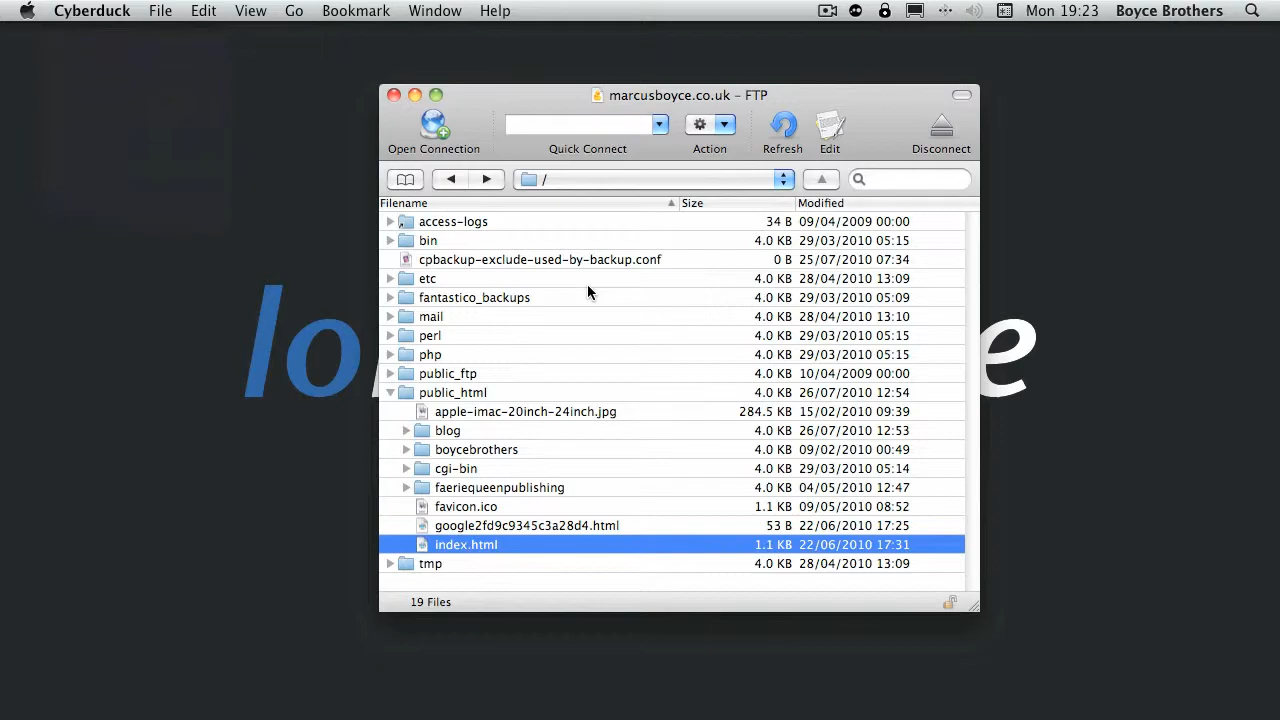 Cyberduck File Edit View Go Bookmark Window Help Mon 19:23 Boyce Brothers
marcusboyce.co.uk – FTP
Open Connection Quick Connect Action Refresh Edit Disconnect
/
Filename Size Modified
access-logs 34 B 09/04/2009 00:00
bin 4.0 KB 29/03/2010 05:15
cpbackup-exclude-used-by-backup.conf 0 B 25/07/2010 07:34
etc 4.0 KB 28/04/2010 13:09
fantastico_backups 4.0 KB 29/03/2010 05:09
mail 4.0 KB 28/04/2010 13:10
perl 4.0 KB 29/03/2010 05:15
php 4.0 KB 29/03/2010 05:15
public_ftp 4.0 KB 10/04/2009 00:00
public_html 4.0 KB 26/07/2010 12:54
apple-imac-20inch-24inch.jpg 284.5 KB 15/02/2010 09:39
blog 4.0 KB 26/07/2010 12:53
boycebrothers 4.0 KB 09/02/2010 00:49
cgi-bin 4.0 KB 29/03/2010 05:14
faeriequeenpublishing 4.0 KB 04/05/2010 12:47
favicon.ico 1.1 KB 09/05/2010 08:52
google2fd9c9345c3a28d4.html 53 B 22/06/2010 17:25
index.html 1.1 KB 22/06/2010 17:31
tmp 4.0 KB 28/04/2010 13:09
19 Files